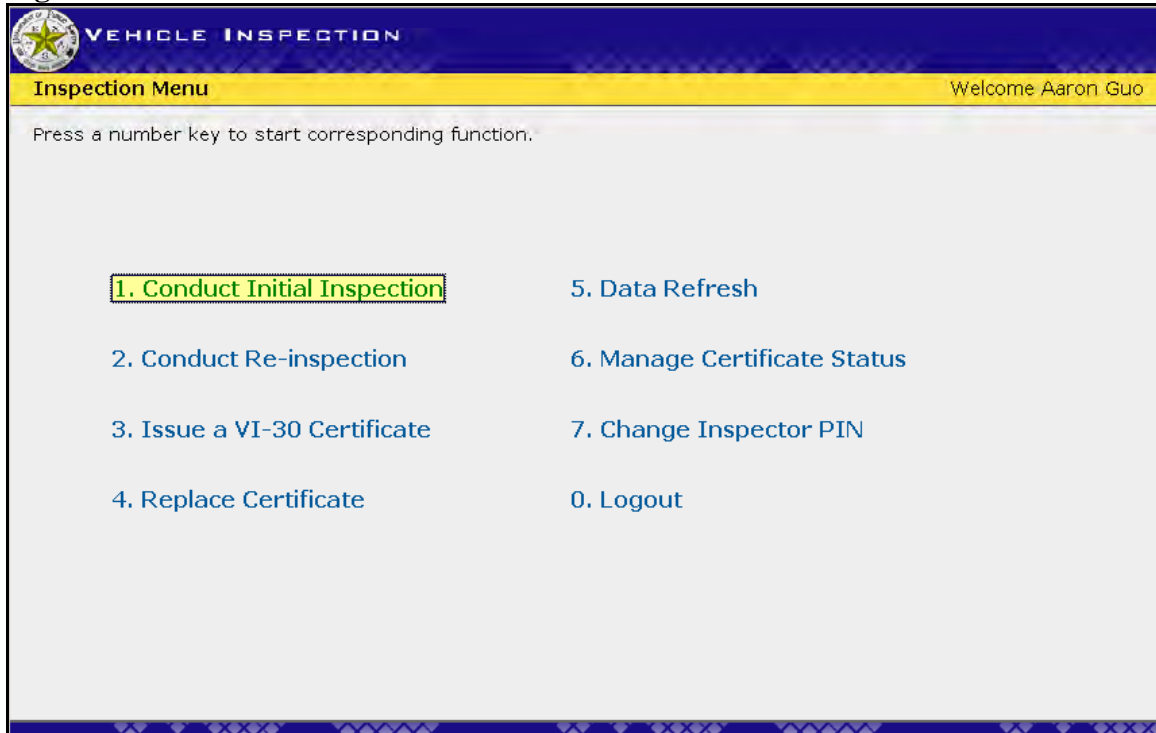 VEHICLE INSPECTION
Inspection Menu
Welcome Aaron Guo
Press a number key to start corresponding function.
1. Conduct Initial Inspection
2. Conduct Re-inspection
3. Issue a VI-30 Certificate
4. Replace Certificate
5. Data Refresh
6. Manage Certificate Status
7. Change Inspector PIN
0. Logout